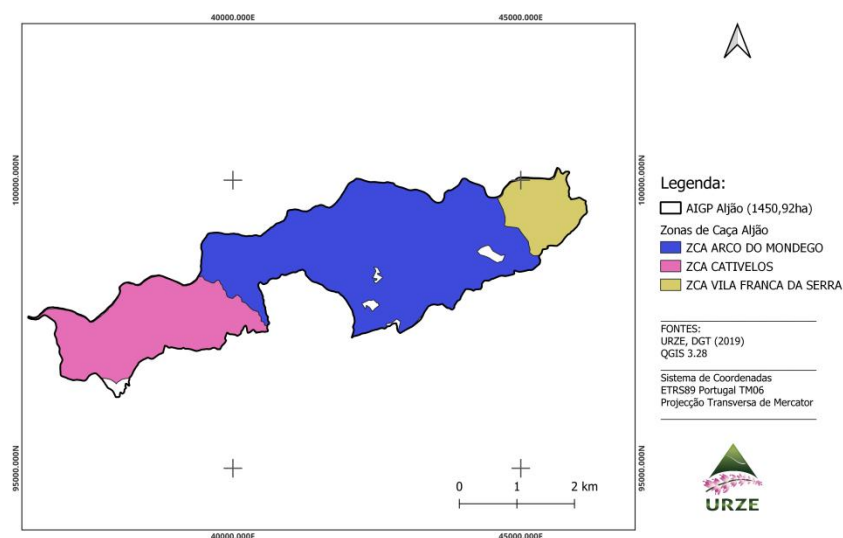 40000.000E
45000.000E
100000.000N
100000.000N
95000.000N
95000.000N
0 1 2 km
40000.000E
45000.000E
Legenda:
AIGP Aljão (1450,92ha)
Zonas de Caça Aljão
ZCA ARCO DO MONDEGO
ZCA CATIVELOS
ZCA VILA FRANCA DA SERRA
FONTES:
URZE, DGT (2019)
QGIS 3.28
Sistema de Coordenadas
ETRS89 Portugal TM06
Projecção Transversa de Mercator
URZE